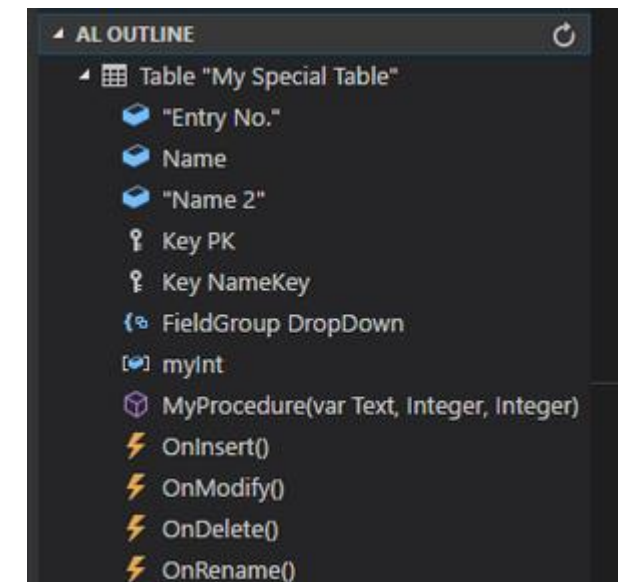 AL OUTLINE
Table "My Special Table"
"Entry No."
Name
"Name 2"
Key PK
Key NameKey
FieldGroup DropDown
myInt
MyProcedure(var Text, Integer, Integer)
OnInsert()
OnModify()
OnDelete()
OnRename()